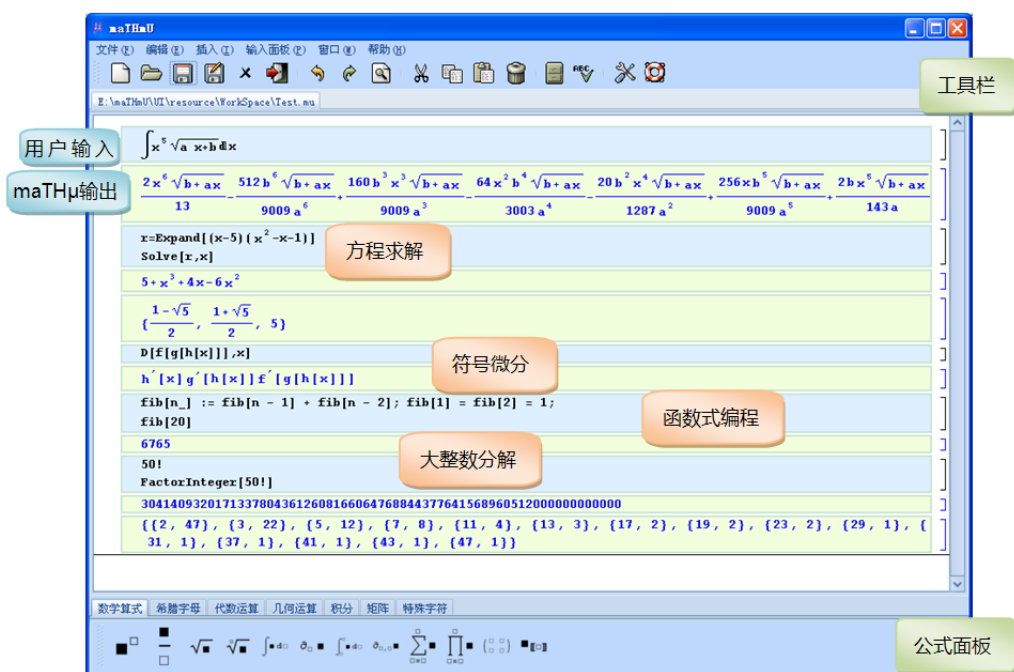 maTHmU
文件(F) 编辑(E) 插入(I) 输入面板(P) 窗口(W) 帮助(H)
ABC
工具栏
E:\maTHmU\UI\resource\WorkSpace\Test.mu
用户输入
∫x⁵√(a x+b)dx
maTHμ输出
2x⁶√(b+ax)/13 - 512b⁶√(b+ax)/9009a⁶ + 160b³x³√(b+ax)/9009a³ - 64x²b⁴√(b+ax)/3003a⁴ - 20b²x⁴√(b+ax)/1287a² + 256xb⁵√(b+ax)/9009a⁵ + 2bx⁵√(b+ax)/143a
r=Expand[(x-5)(x²-x-1)]
Solve[r,x]
方程求解
5+x³+4x-6x²
{(1-√5)/2, (1+√5)/2, 5}
D[f[g[h[x]]],x]
符号微分
h′[x]g′[h[x]]f′[g[h[x]]]
fib[n_] := fib[n - 1] + fib[n - 2]; fib[1] = fib[2] = 1;
fib[20]
函数式编程
6765
大整数分解
50!
FactorInteger[50!]
30414093201713378043612608166064768844377641568960512000000000000
{{2, 47}, {3, 22}, {5, 12}, {7, 8}, {11, 4}, {13, 3}, {17, 2}, {19, 2}, {23, 2}, {29, 1}, {
31, 1}, {37, 1}, {41, 1}, {43, 1}, {47, 1}}
数学算式 希腊字母 代数运算 几何运算 积分 矩阵 特殊字符
公式面板